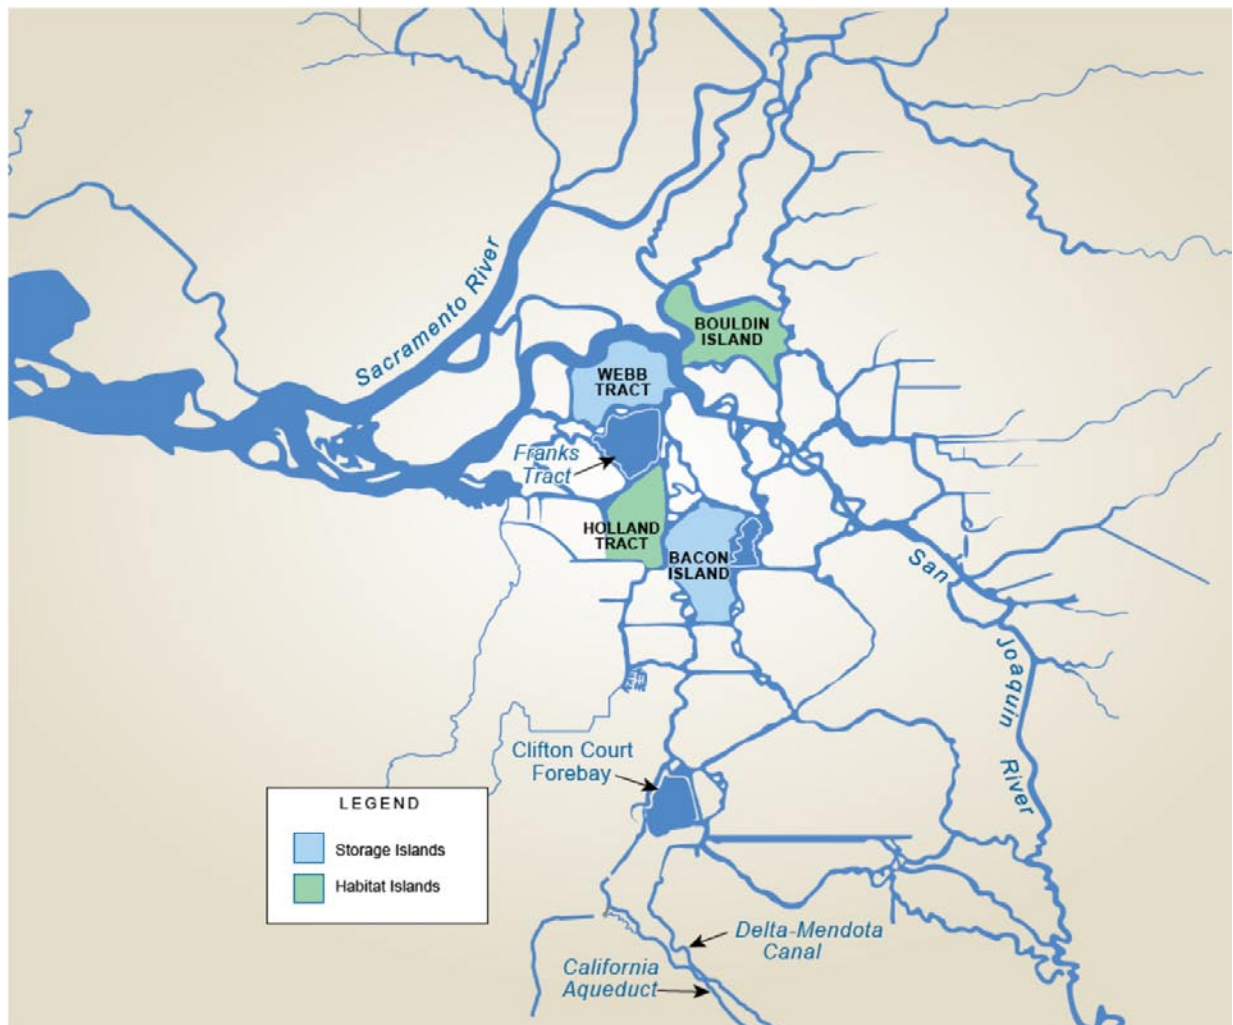 Sacramento River
BOULDIN
ISLAND
WEBB
TRACT
Franks
Tract
HOLLAND
TRACT
BACON
ISLAND
San
Joaquin
River
Clifton Court
Forebay
LEGEND
Storage Islands
Habitat Islands
Delta-Mendota
Canal
California
Aqueduct